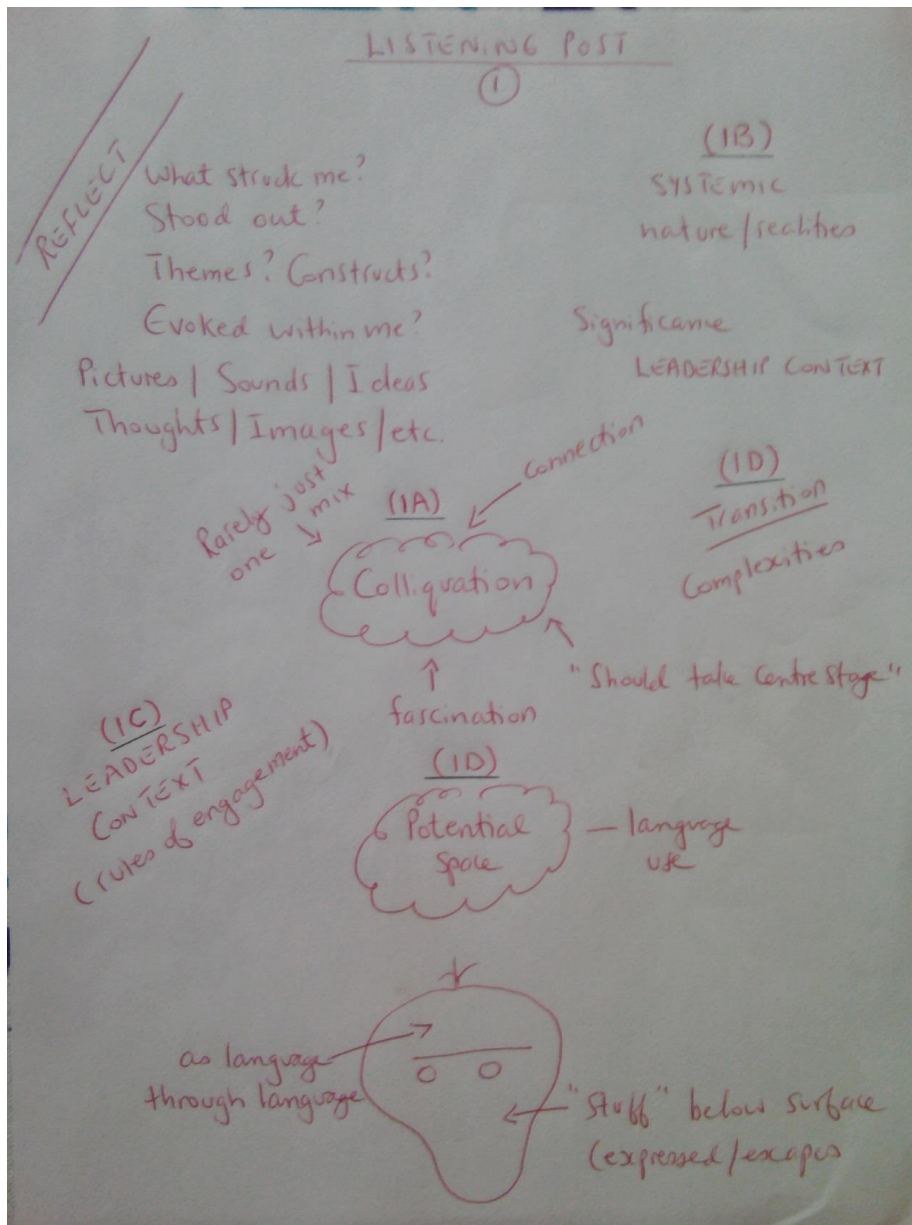 LISTENING POST
1
REFLECT
What struck me?
Stood out?
Themes? Constructs?
Evoked within me?
Pictures | Sounds | Ideas
Thoughts | Images / etc.
(1B)
SYSTEMIC
nature / realities
Significance
LEADERSHIP CONTEXT
Rarely just
one mix
(1A)
Colliquation
Connection
(1D)
Transition
Complexities
"Should take centre stage"
fascination
(1C)
LEADERSHIP
CONTEXT
(rules of engagement)
(1D)
Potential
Space
— language
use
as language
through language
"Stuff" below surface
(expressed / escapes